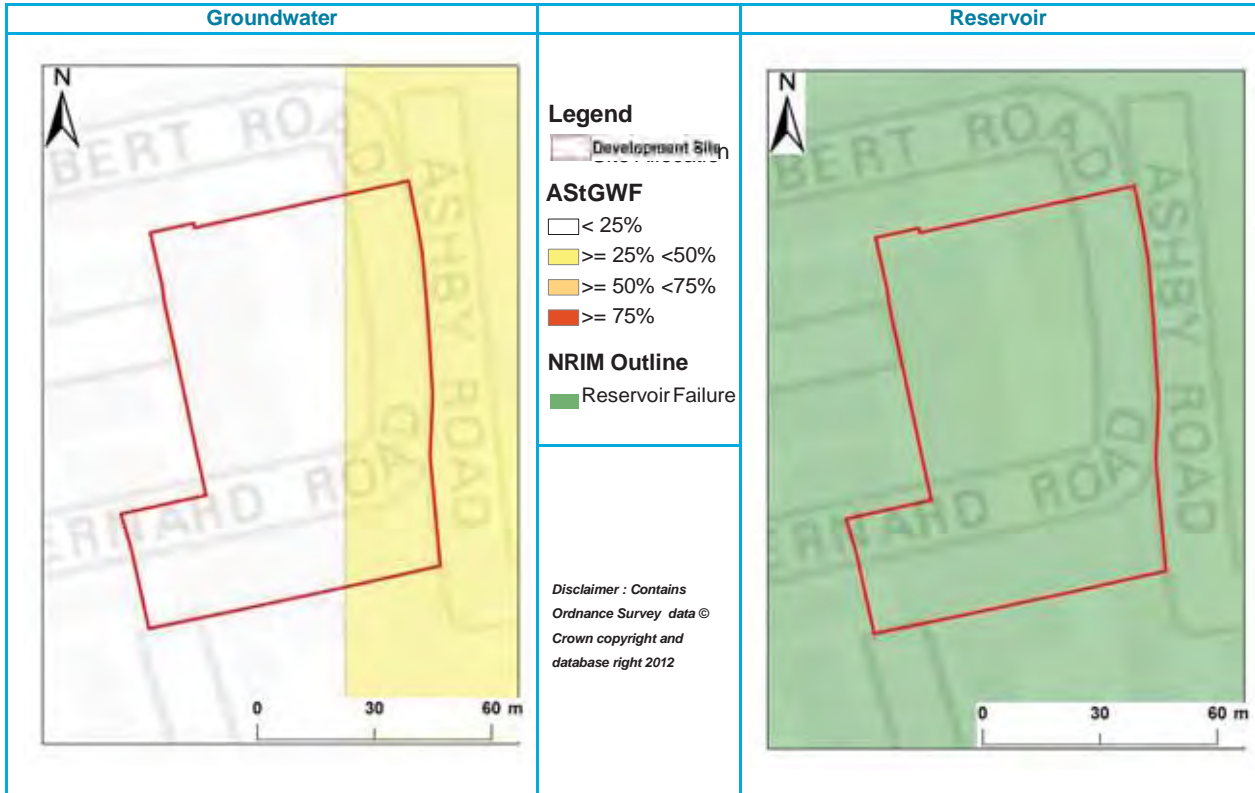 Groundwater
Reservoir
N
BERT ROAD
ASHBY ROAD
ERNARD ROAD
0 30 60 m
Legend
Development Site
AStGWF
< 25%
>= 25% <50%
>= 50% <75%
>= 75%
NRIM Outline
Reservoir Failure
Disclaimer : Contains
Ordnance Survey data ©
Crown copyright and
database right 2012
N
BERT ROAD
ASHBY ROAD
ERNARD ROAD
0 30 60 m